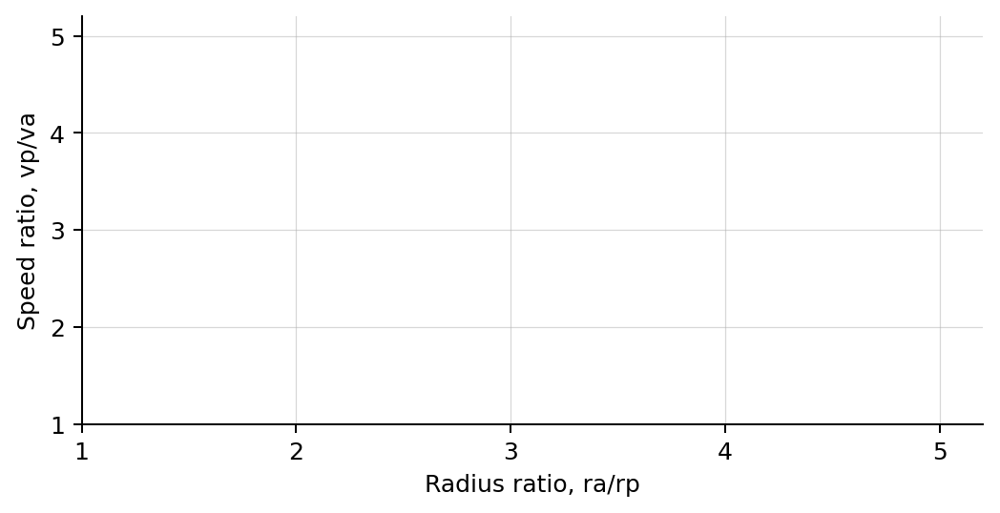 Speed ratio, vp/va
5
4
3
2
1
1 2 3 4 5
Radius ratio, ra/rp